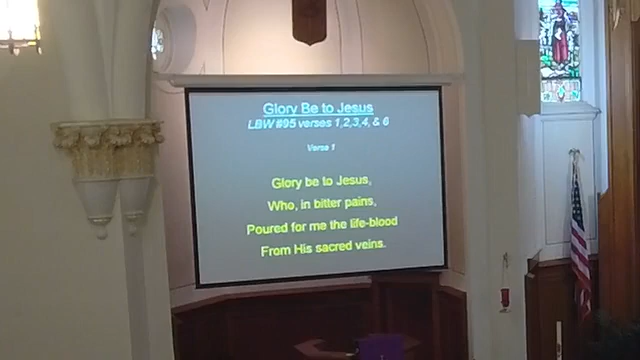 Glory Be to Jesus
LBW #95 verses 1,2,3,4, & 6
Verse 1
Glory be to Jesus,
Who, in bitter pains,
Poured for me the life-blood
From His sacred veins.